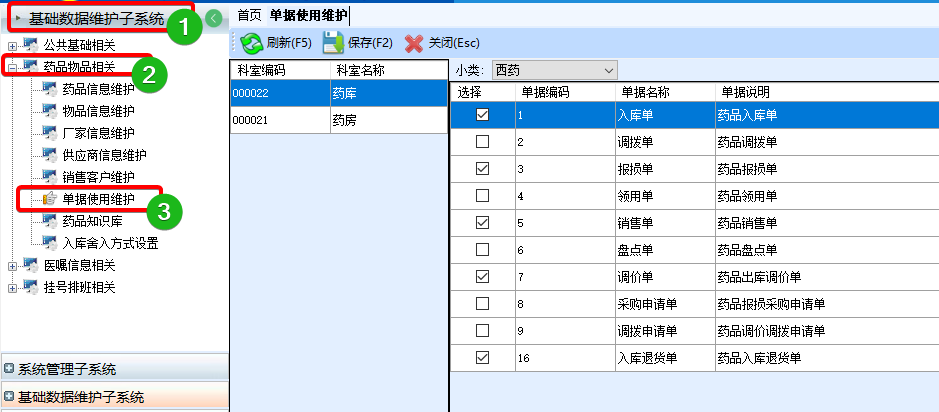 基础数据维护子系统
1
公共基础相关
药品物品相关
2
药品信息维护
物品信息维护
厂家信息维护
供应商信息维护
销售客户维护
单据使用维护
3
药品知识库
入库舍入方式设置
医嘱信息相关
挂号排班相关
系统管理子系统
基础数据维护子系统
首页 单据使用维护
刷新(F5) 保存(F2) 关闭(Esc)
科室编码 科室名称
000022 药库
000021 药房
小类: 西药
选择 单据编码 单据名称 单据说明
1 入库单 药品入库单
2 调拨单 药品调拨单
3 报损单 药品报损单
4 领用单 药品领用单
5 销售单 药品销售单
6 盘点单 药品盘点单
7 调价单 药品出库调价单
8 采购申请单 药品报损采购申请单
9 调拨申请单 药品调价调拨申请单
16 入库退货单 药品入库退货单